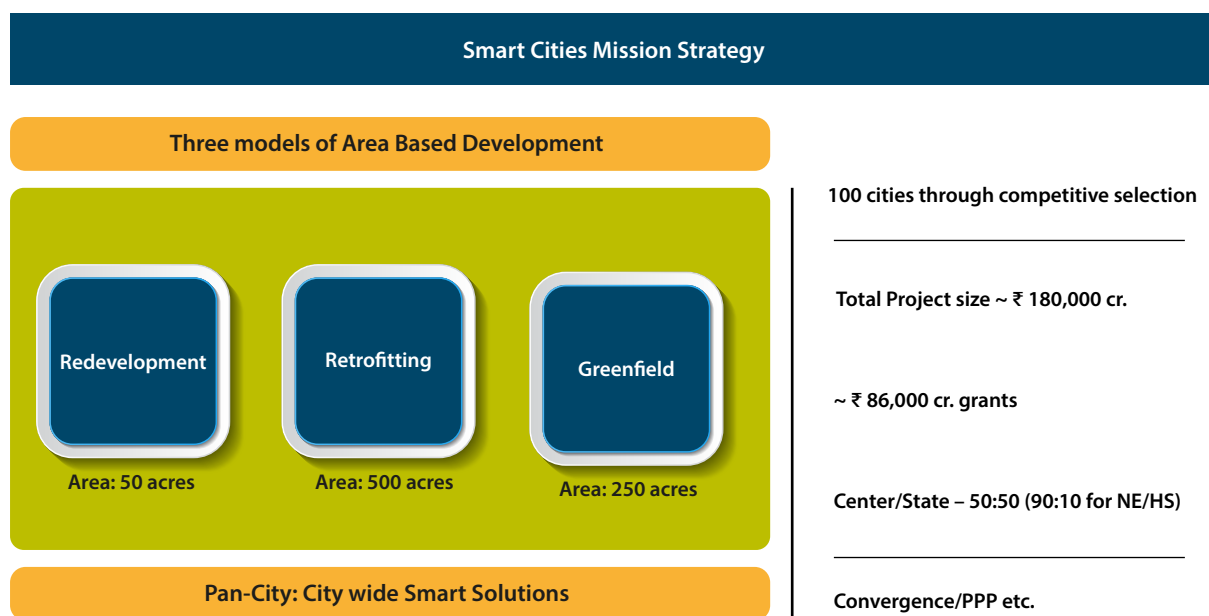 Smart Cities Mission Strategy
Three models of Area Based Development
Redevelopment
Area: 50 acres
Retrofitting
Area: 500 acres
Greenfield
Area: 250 acres
Pan-City: City wide Smart Solutions
100 cities through competitive selection
Total Project size ~ ₹ 180,000 cr.
~ ₹ 86,000 cr. grants
Center/State – 50:50 (90:10 for NE/HS)
Convergence/PPP etc.